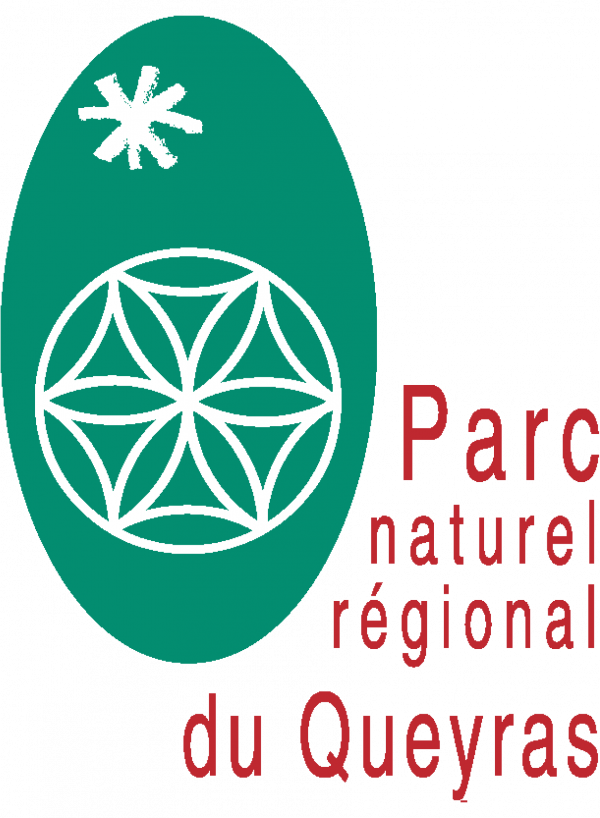 Parc
naturel
régional
du Queyras